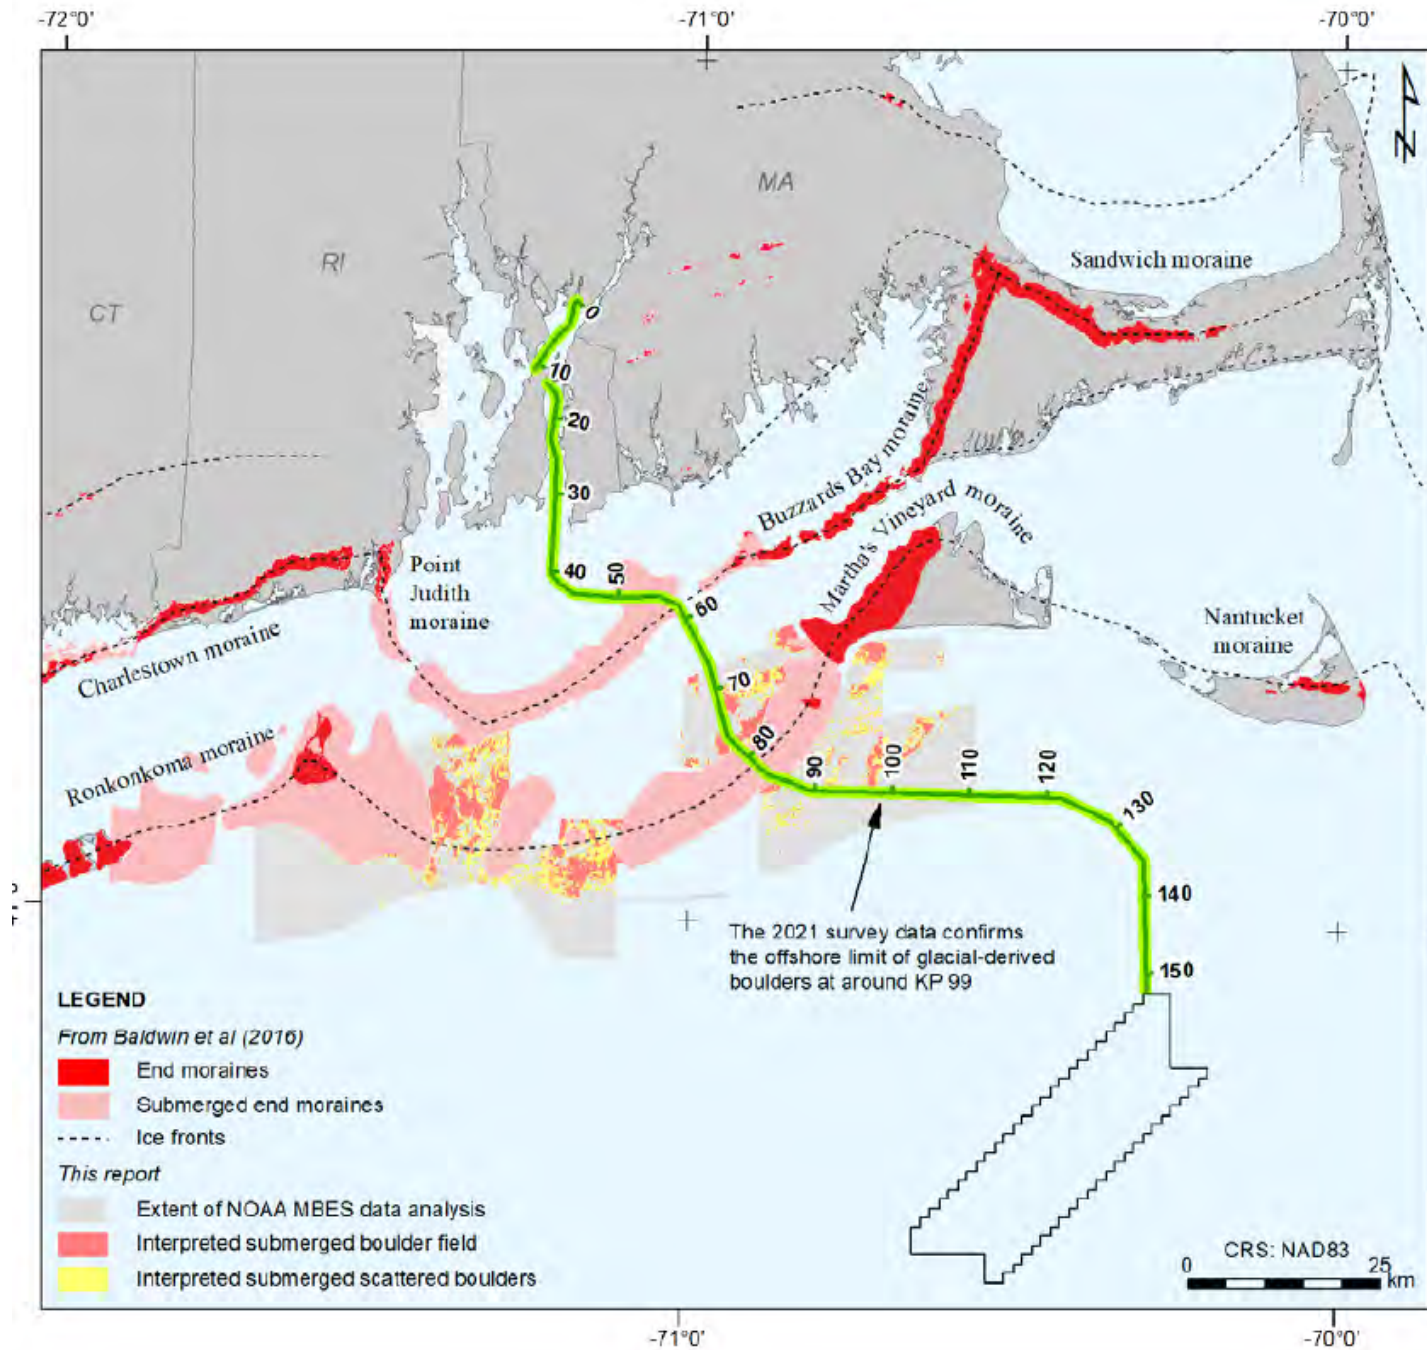 -72°0'
-71°0'
-70°0'
N
MA
RI
CT
Sandwich moraine
0
10
20
30
40
50
60
70
80
90
100
110
120
130
140
150
Buzzards Bay moraine
Martha's Vineyard moraine
Point
Judith
moraine
Nantucket
moraine
Charlestown moraine
Ronkonkoma moraine
The 2021 survey data confirms
the offshore limit of glacial-derived
boulders at around KP 99
LEGEND
From Baldwin et al (2016)
End moraines
Submerged end moraines
Ice fronts
This report
Extent of NOAA MBES data analysis
Interpreted submerged boulder field
Interpreted submerged scattered boulders
CRS: NAD83
0 25
km
-71°0'
-70°0'